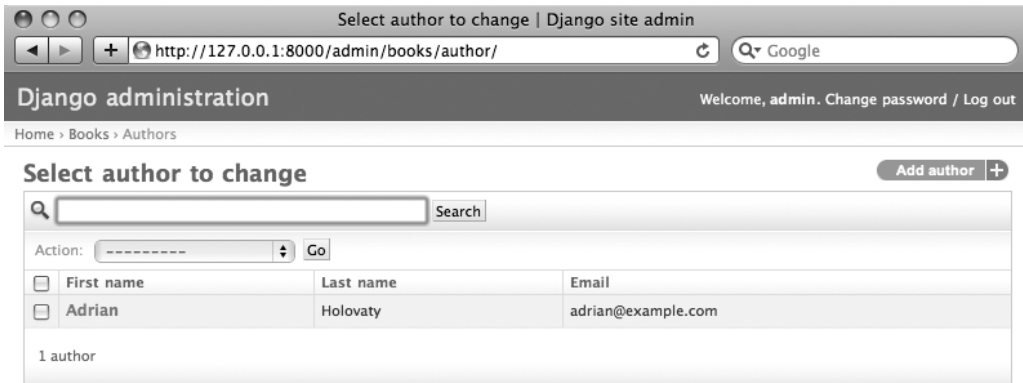 Select author to change | Django site admin
http://127.0.0.1:8000/admin/books/author/
Google
Django administration
Welcome, admin. Change password / Log out
Home › Books › Authors
Select author to change
Add author +
Search
Action: --------- Go
First name Last name Email
Adrian Holovaty adrian@example.com
1 author